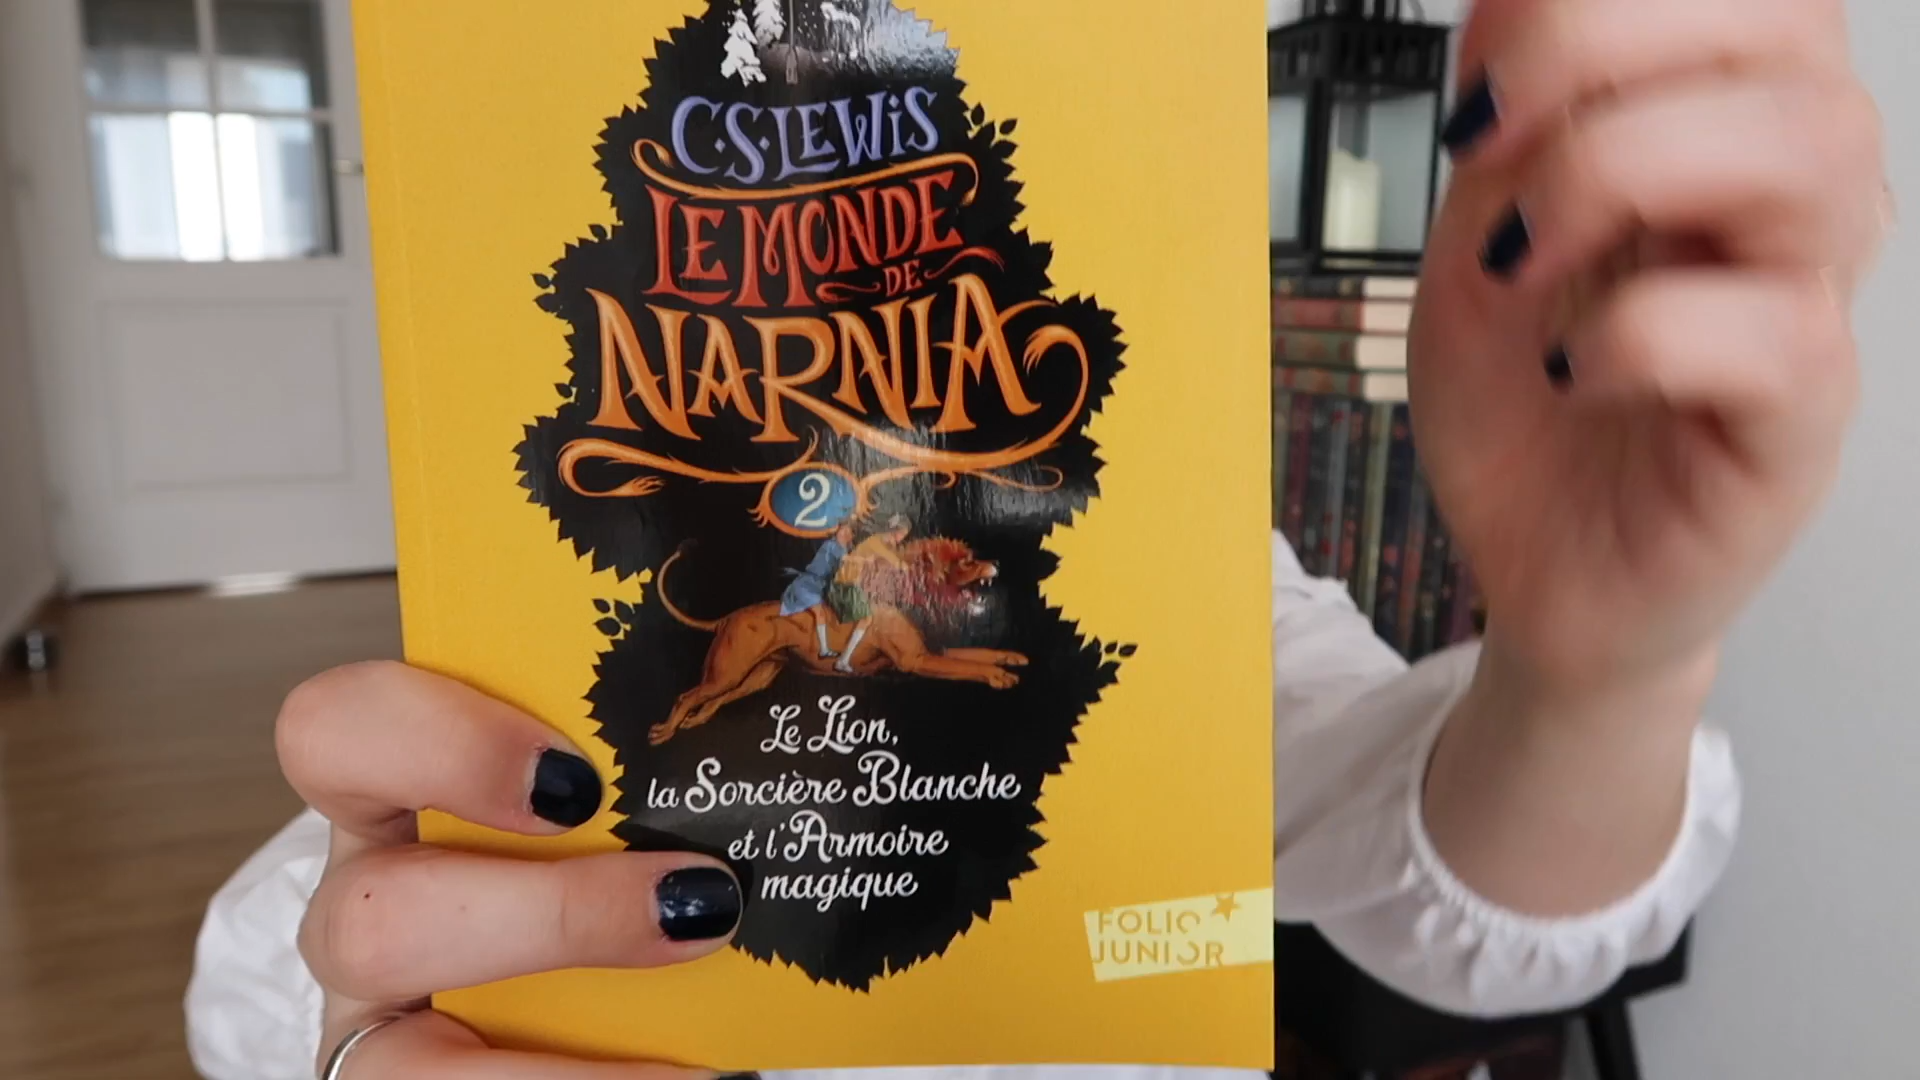 C·S·LEWiS
LE MONDE
DE
NARNIA
2
Le Lion,
la Sorcière Blanche
et l'Armoire
magique
FOLIO
JUNIOR